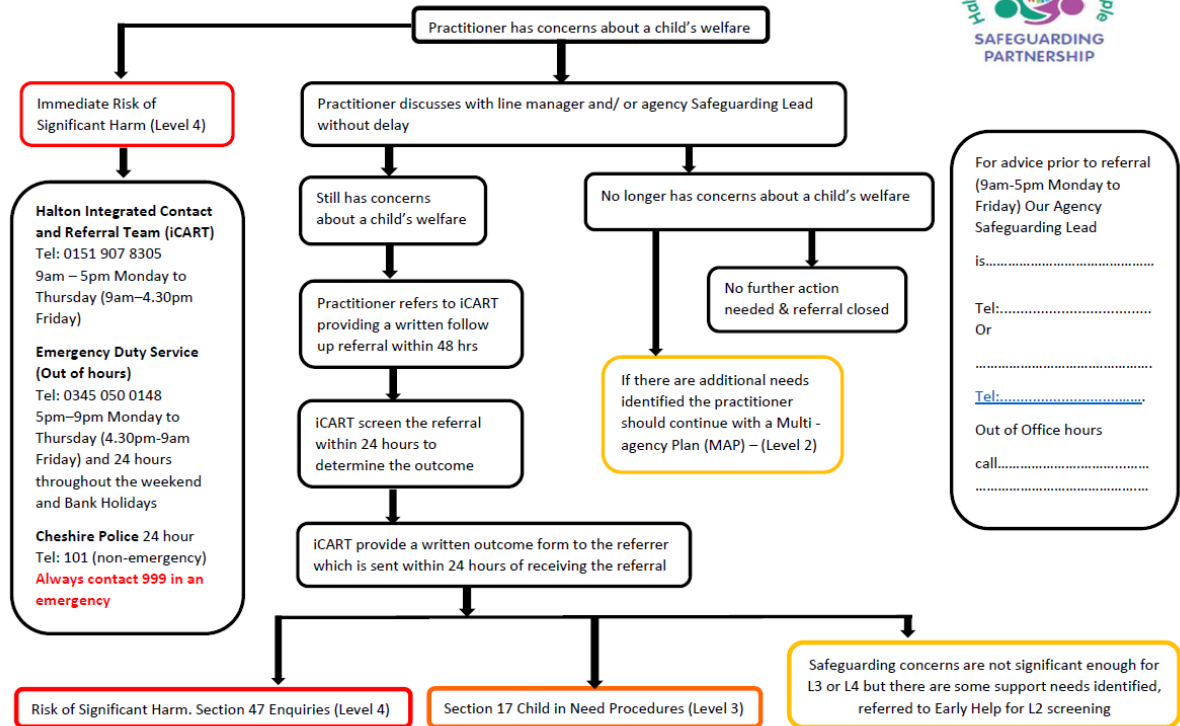 Hal
ple
SAFEGUARDING
PARTNERSHIP
Practitioner has concerns about a child's welfare
Immediate Risk of
Significant Harm (Level 4)
Practitioner discusses with line manager and/ or agency Safeguarding Lead
without delay
Halton Integrated Contact
and Referral Team (iCART)
Tel: 0151 907 8305
9am – 5pm Monday to
Thursday (9am–4.30pm
Friday)
Emergency Duty Service
(Out of hours)
Tel: 0345 050 0148
5pm–9pm Monday to
Thursday (4.30pm-9am
Friday) and 24 hours
throughout the weekend
and Bank Holidays
Cheshire Police 24 hour
Tel: 101 (non-emergency)
Always contact 999 in an
emergency
Still has concerns
about a child's welfare
No longer has concerns about a child's welfare
Practitioner refers to iCART
providing a written follow
up referral within 48 hrs
No further action
needed & referral closed
If there are additional needs
identified the practitioner
should continue with a Multi -
agency Plan (MAP) – (Level 2)
iCART screen the referral
within 24 hours to
determine the outcome
iCART provide a written outcome form to the referrer
which is sent within 24 hours of receiving the referral
For advice prior to referral
(9am-5pm Monday to
Friday) Our Agency
Safeguarding Lead
is..........................................
Tel:....................................
Or
..........................................
Tel:..................................
Out of Office hours
call....................................
..........................................
Risk of Significant Harm. Section 47 Enquiries (Level 4)
Section 17 Child in Need Procedures (Level 3)
Safeguarding concerns are not significant enough for
L3 or L4 but there are some support needs identified,
referred to Early Help for L2 screening